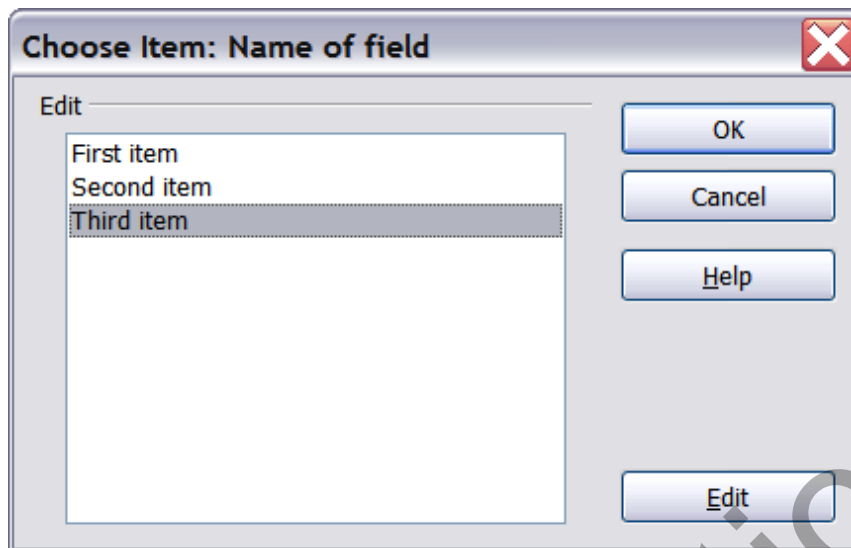 Choose Item: Name of field
Edit
First item
Second item
Third item
OK
Cancel
Help
Edit